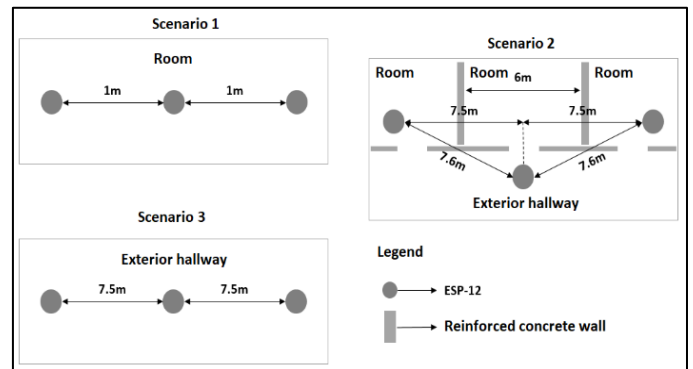 Scenario 1
Room
1m 1m
Scenario 2
Room Room Room
6m
7.5m 7.5m
7.6m 7.6m
Exterior hallway
Scenario 3
Exterior hallway
7.5m 7.5m
Legend
ESP-12
Reinforced concrete wall